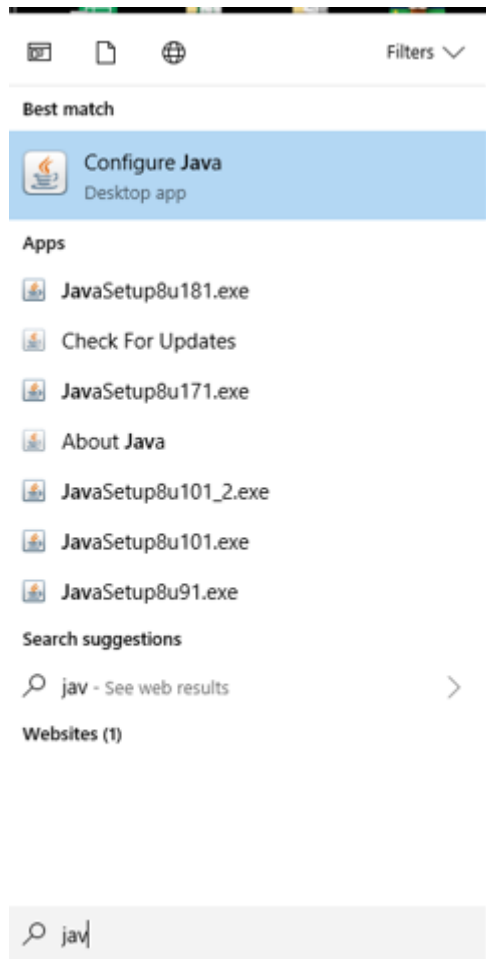 Filters
Best match
Configure Java
Desktop app
Apps
JavaSetup8u181.exe
Check For Updates
JavaSetup8u171.exe
About Java
JavaSetup8u101_2.exe
JavaSetup8u101.exe
JavaSetup8u91.exe
Search suggestions
jav - See web results
Websites (1)
jav